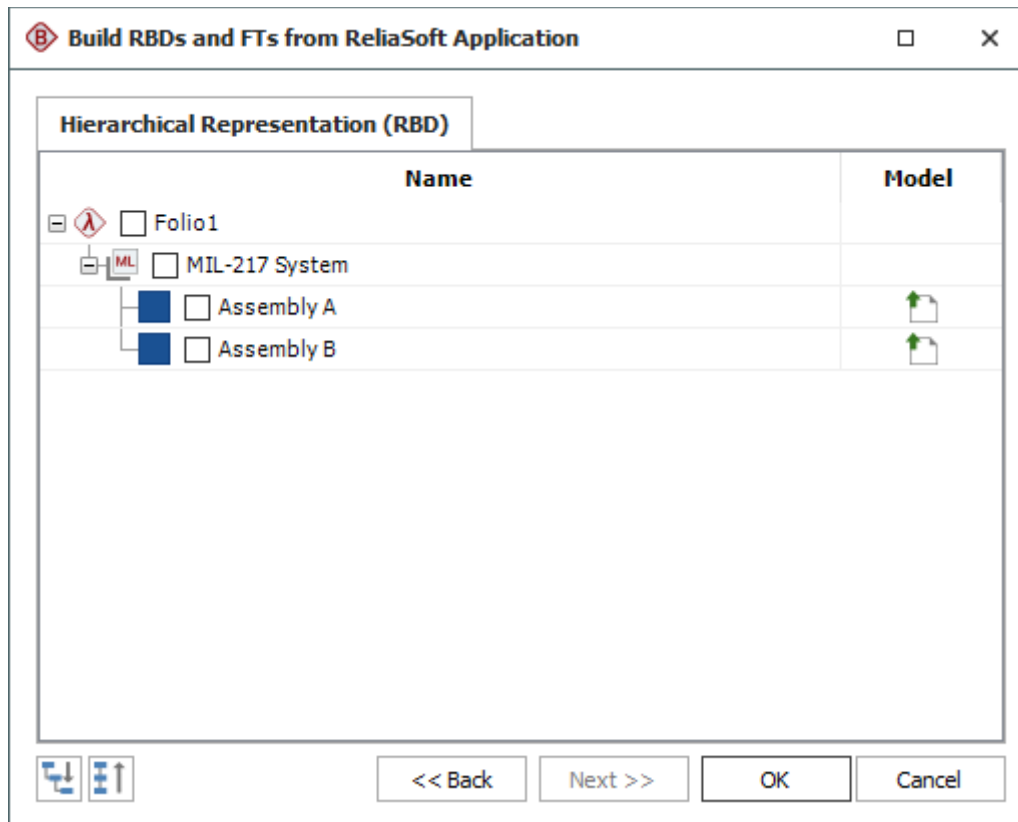 B Build RBDs and FTs from ReliaSoft Application
Hierarchical Representation (RBD)
Name Model
λ Folio1
ML MIL-217 System
Assembly A
Assembly B
<< Back Next >> OK Cancel